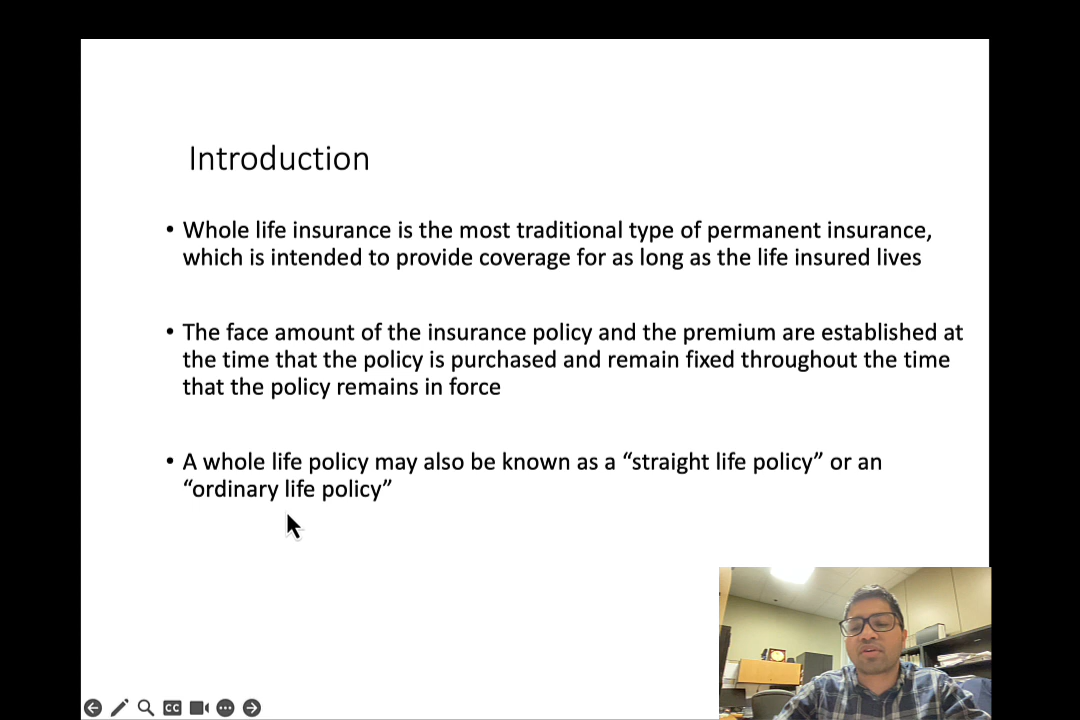 Introduction
• Whole life insurance is the most traditional type of permanent insurance,
which is intended to provide coverage for as long as the life insured lives
• The face amount of the insurance policy and the premium are established at
the time that the policy is purchased and remain fixed throughout the time
that the policy remains in force
• A whole life policy may also be known as a “straight life policy” or an
“ordinary life policy”
CC